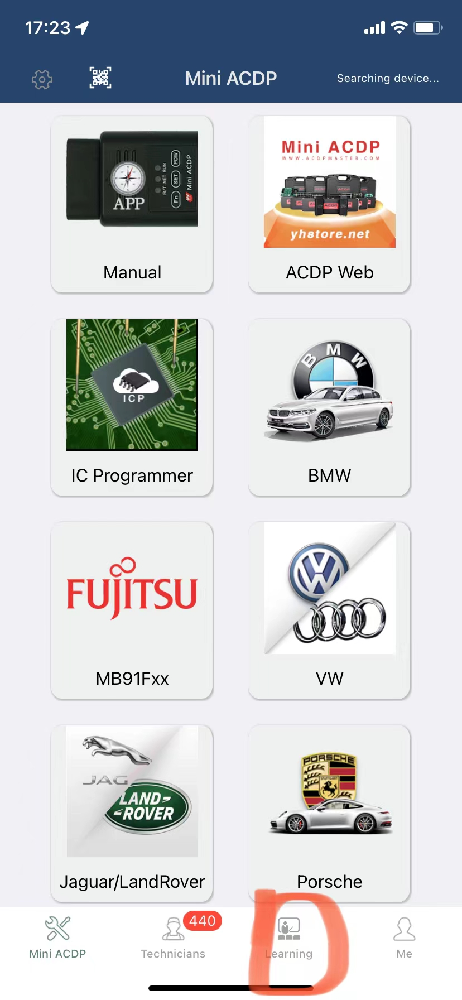 17:23
Mini ACDP
Searching device...
APP
R/T NET RUN
Fn SET POW
Mini ACDP
Manual
Mini ACDP
WWW.ACDPMASTER.COM
ACDP
yhstore.net
ACDP Web
ICP
IC Programmer
BMW
BMW
FUJITSU
MB91Fxx
VW
JAG
LAND-
-ROVER
Jaguar/LandRover
PORSCHE
STUTTGART
Porsche
440
Mini ACDP
Technicians
Learning
Me